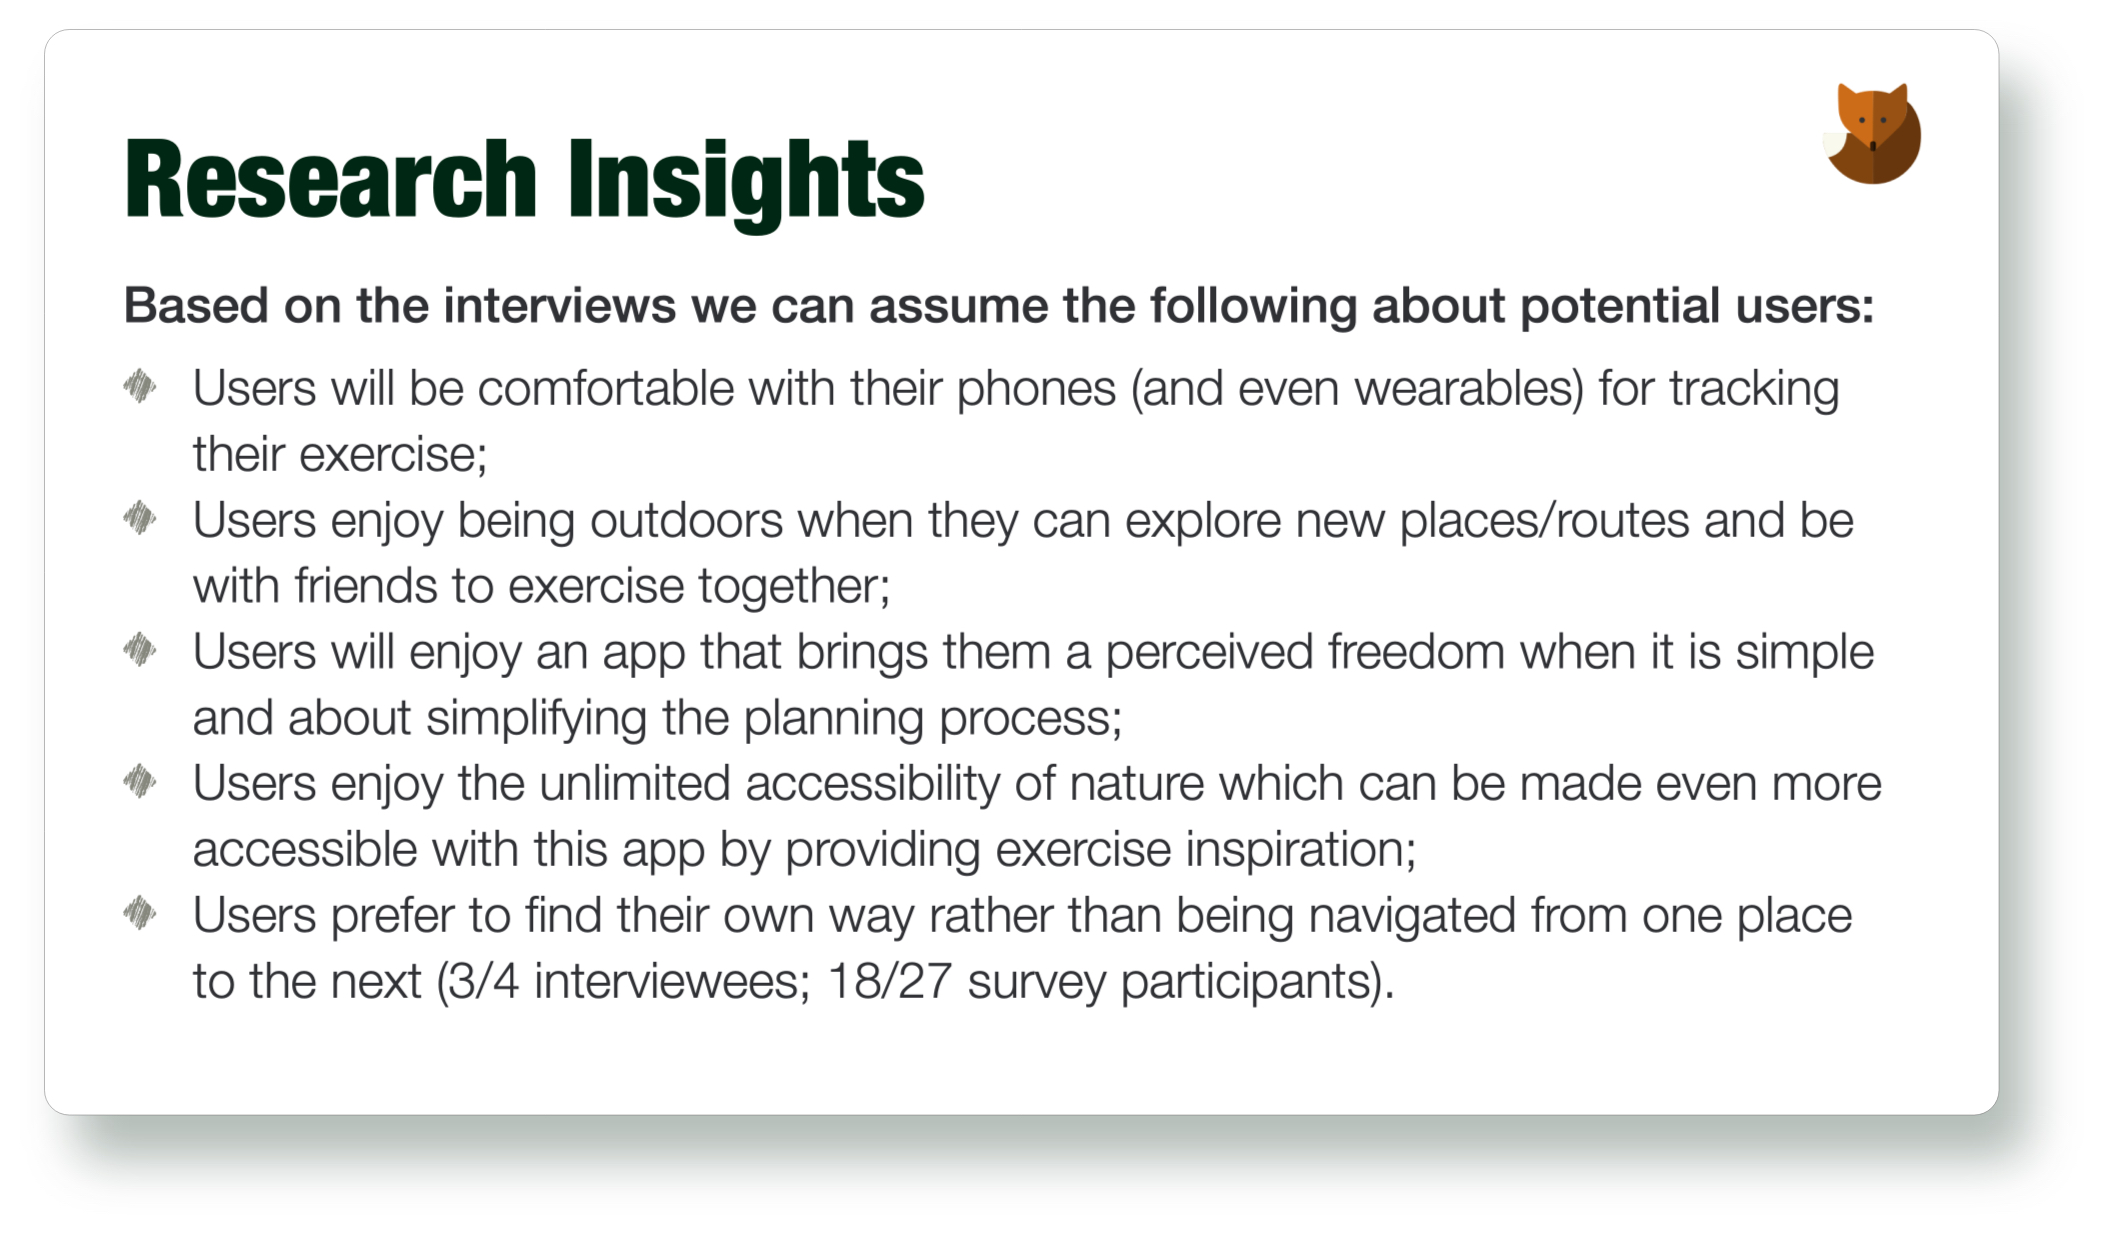 Research Insights
Based on the interviews we can assume the following about potential users:
Users will be comfortable with their phones (and even wearables) for tracking
their exercise;
Users enjoy being outdoors when they can explore new places/routes and be
with friends to exercise together;
Users will enjoy an app that brings them a perceived freedom when it is simple
and about simplifying the planning process;
Users enjoy the unlimited accessibility of nature which can be made even more
accessible with this app by providing exercise inspiration;
Users prefer to find their own way rather than being navigated from one place
to the next (3/4 interviewees; 18/27 survey participants).